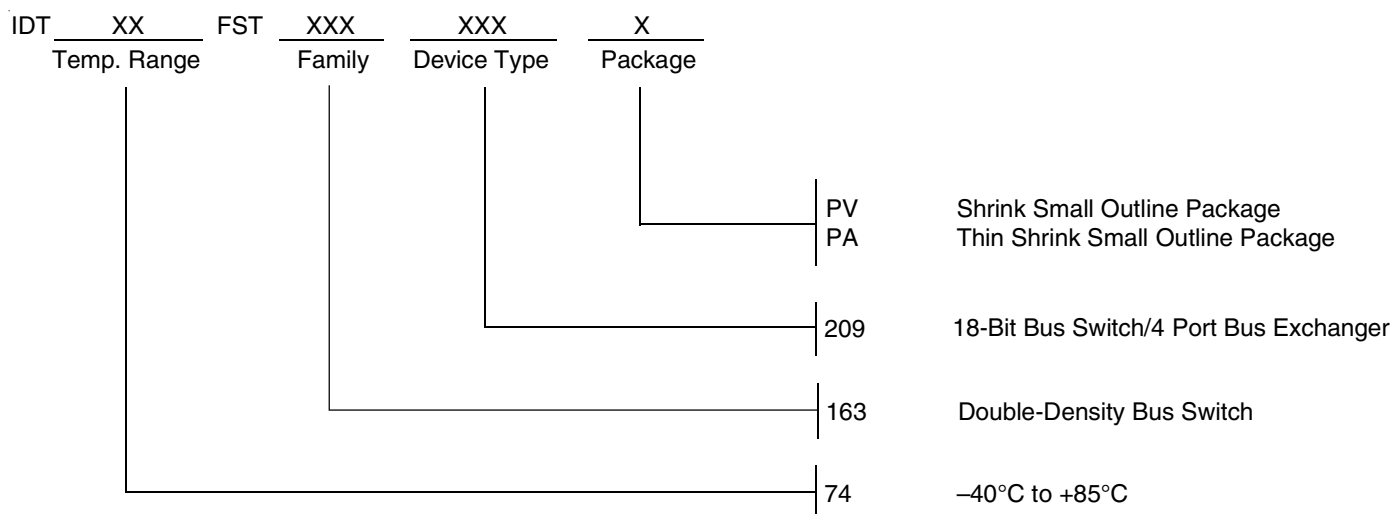 IDT XX FST XXX XXX X
Temp. Range Family Device Type Package
PV Shrink Small Outline Package
PA Thin Shrink Small Outline Package
209 18-Bit Bus Switch/4 Port Bus Exchanger
163 Double-Density Bus Switch
74 –40°C to +85°C